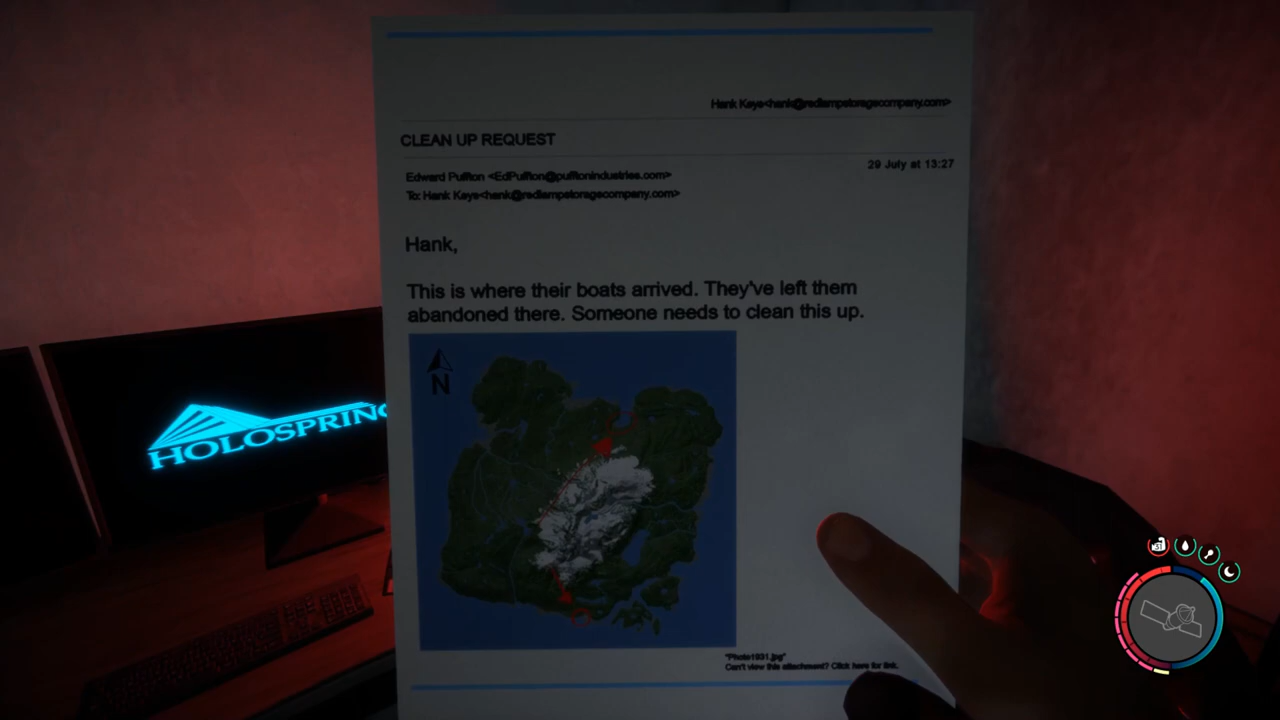 Hank Keys<hank@redlampstoragecompany.com>
CLEAN UP REQUEST
29 July at 13:27
Edward Puffton <EdPuffton@pufftonindustries.com>
To: Hank Keys<hank@redlampstoragecompany.com>
Hank,
This is where their boats arrived. They've left them
abandoned there. Someone needs to clean this up.
N
HOLOSPRING
"Photo1931.jpg"
Can't view this attachment? Click here for link.